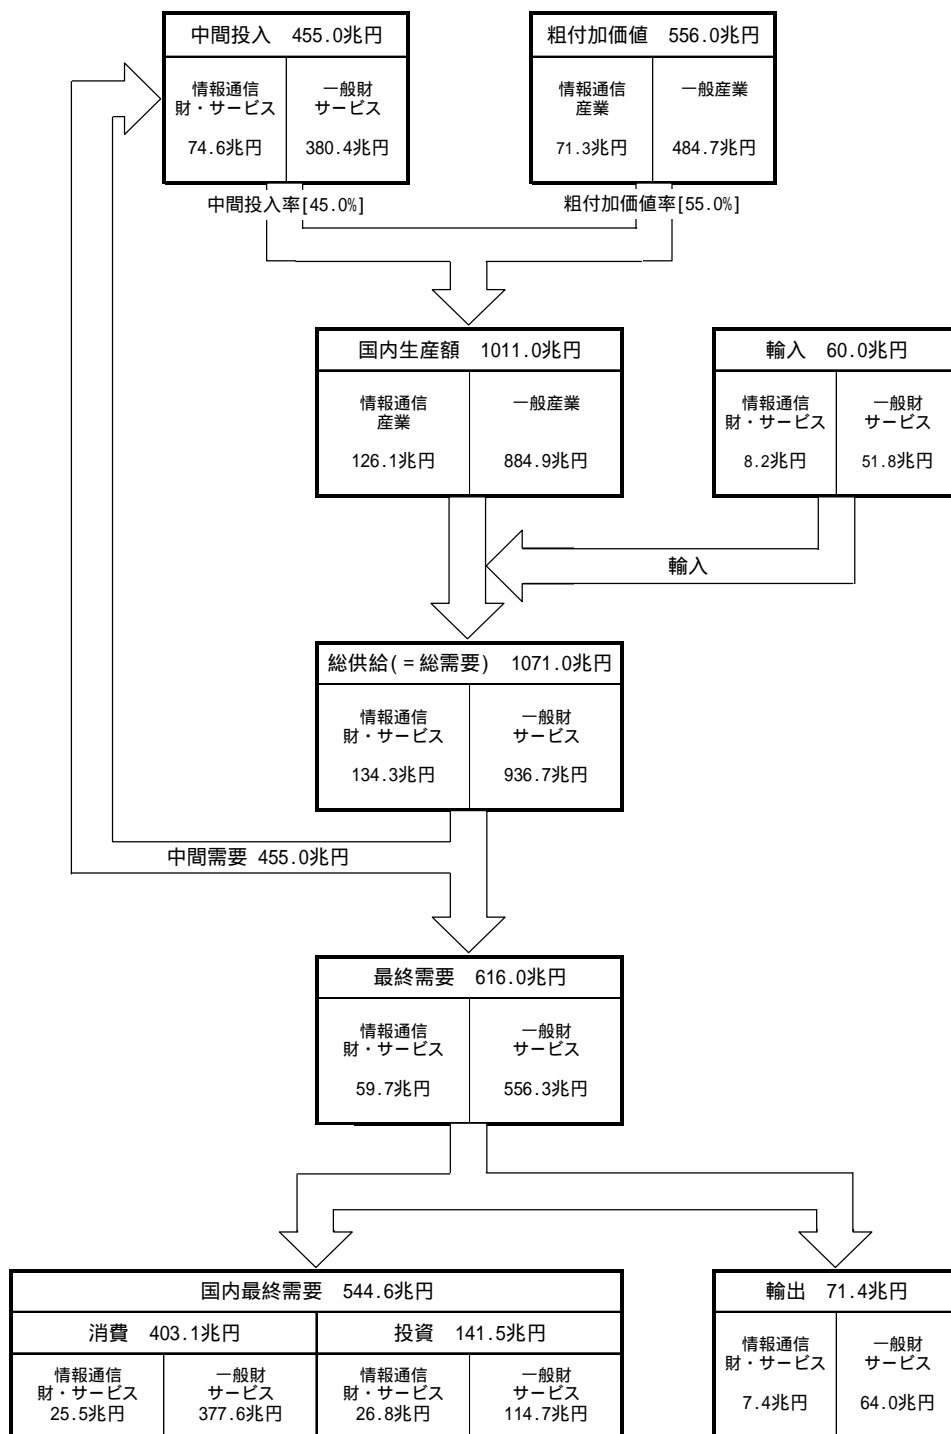 中間投入 455.0兆円
粗付加価値 556.0兆円
情報通信
財・サービス
74.6兆円
一般財
サービス
380.4兆円
情報通信
産業
71.3兆円
一般産業
484.7兆円
中間投入率[45.0%]
粗付加価値率[55.0%]
国内生産額 1011.0兆円
輸入 60.0兆円
情報通信
産業
126.1兆円
一般産業
884.9兆円
情報通信
財・サービス
8.2兆円
一般財
サービス
51.8兆円
輸入
総供給(=総需要) 1071.0兆円
情報通信
財・サービス
134.3兆円
一般財
サービス
936.7兆円
中間需要 455.0兆円
最終需要 616.0兆円
情報通信
財・サービス
59.7兆円
一般財
サービス
556.3兆円
国内最終需要 544.6兆円
輸出 71.4兆円
消費 403.1兆円
投資 141.5兆円
情報通信
財・サービス
25.5兆円
一般財
サービス
377.6兆円
情報通信
財・サービス
26.8兆円
一般財
サービス
114.7兆円
情報通信
財・サービス
7.4兆円
一般財
サービス
64.0兆円